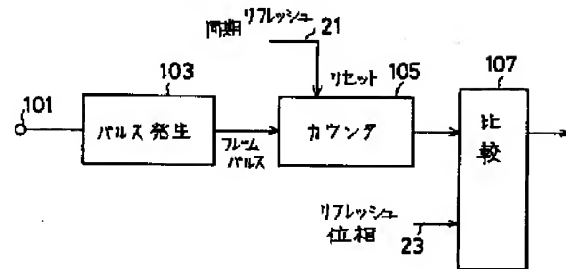 リフレッシュ
同期
21
101
103
パルス発生
フレーム
パルス
リセット
105
カウンタ
107
比
較
リフレッシュ
位相
23